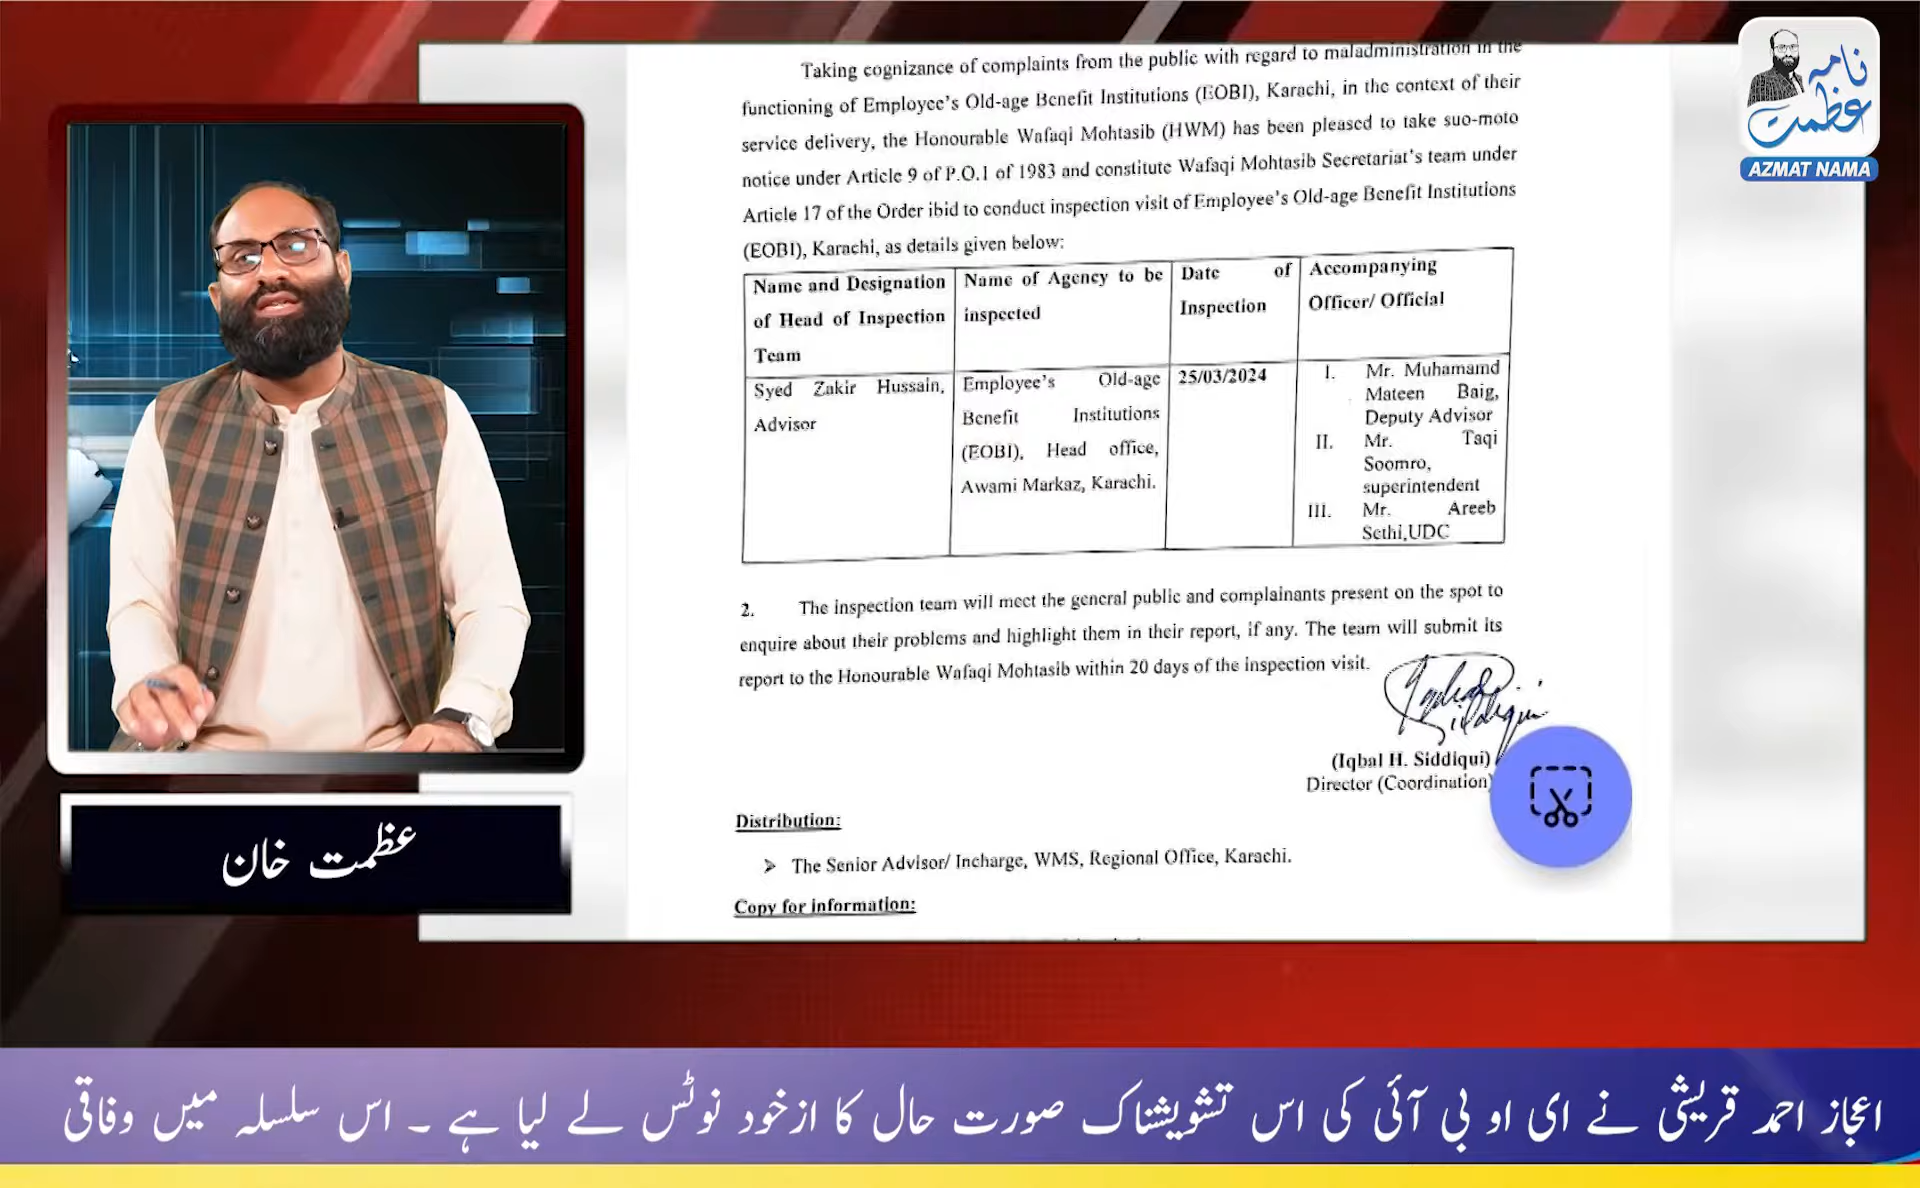 Taking cognizance of complaints from the public with regard to maladministration in the
functioning of Employee's Old-age Benefit Institutions (EOBI), Karachi, in the context of their
service delivery, the Honourable Wafaqi Mohtasib (HWM) has been pleased to take suo-moto
notice under Article 9 of P.O.1 of 1983 and constitute Wafaqi Mohtasib Secretariat's team under
Article 17 of the Order ibid to conduct inspection visit of Employee's Old-age Benefit Institutions
(EOBI), Karachi, as details given below:
Name and Designation
of Head of Inspection
Team
Name of Agency to be
inspected
Date of
Inspection
Accompanying
Officer/ Official
Syed Zakir Hussain,
Advisor
Employee's Old-age
Benefit Institutions
(EOBI), Head office,
Awami Markaz, Karachi.
25/03/2024
I. Mr. Muhamamd
Mateen Baig,
Deputy Advisor
II. Mr. Taqi
Soomro,
superintendent
III. Mr. Areeb
Sethi,UDC
2. The inspection team will meet the general public and complainants present on the spot to
enquire about their problems and highlight them in their report, if any. The team will submit its
report to the Honourable Wafaqi Mohtasib within 20 days of the inspection visit.
(Iqbal H. Siddiqui)
Director (Coordination)
Distribution:
➢ The Senior Advisor/ Incharge, WMS, Regional Office, Karachi.
Copy for information:
نامہ
عظمت
AZMAT NAMA
عظمت خان
اعجاز احمد قریشی نے ای او بی آئی کی اس تشویشناک صورت حال کا ازخود نوٹس لے لیا ہے ۔ اس سلسلہ میں وفاقی